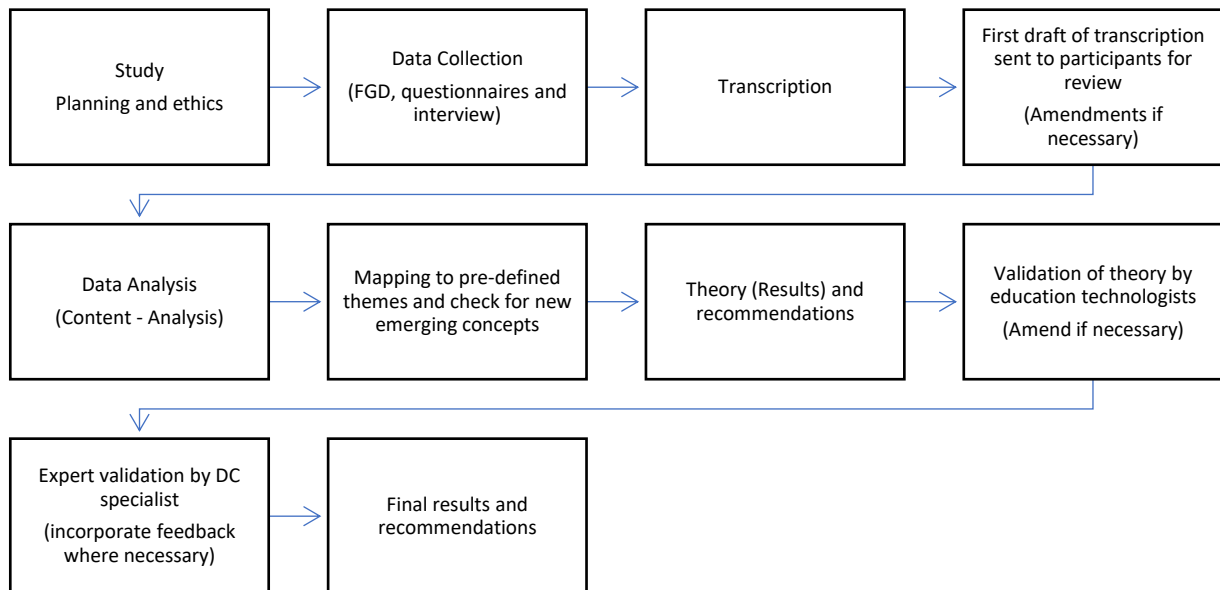 Study
Planning and ethics
Data Collection
(FGD, questionnaires and
interview)
Transcription
First draft of transcription
sent to participants for
review
(Amendments if
necessary)
Data Analysis
(Content - Analysis)
Mapping to pre-defined
themes and check for new
emerging concepts
Theory (Results) and
recommendations
Validation of theory by
education technologists
(Amend if necessary)
Expert validation by DC
specialist
(incorporate feedback
where necessary)
Final results and
recommendations